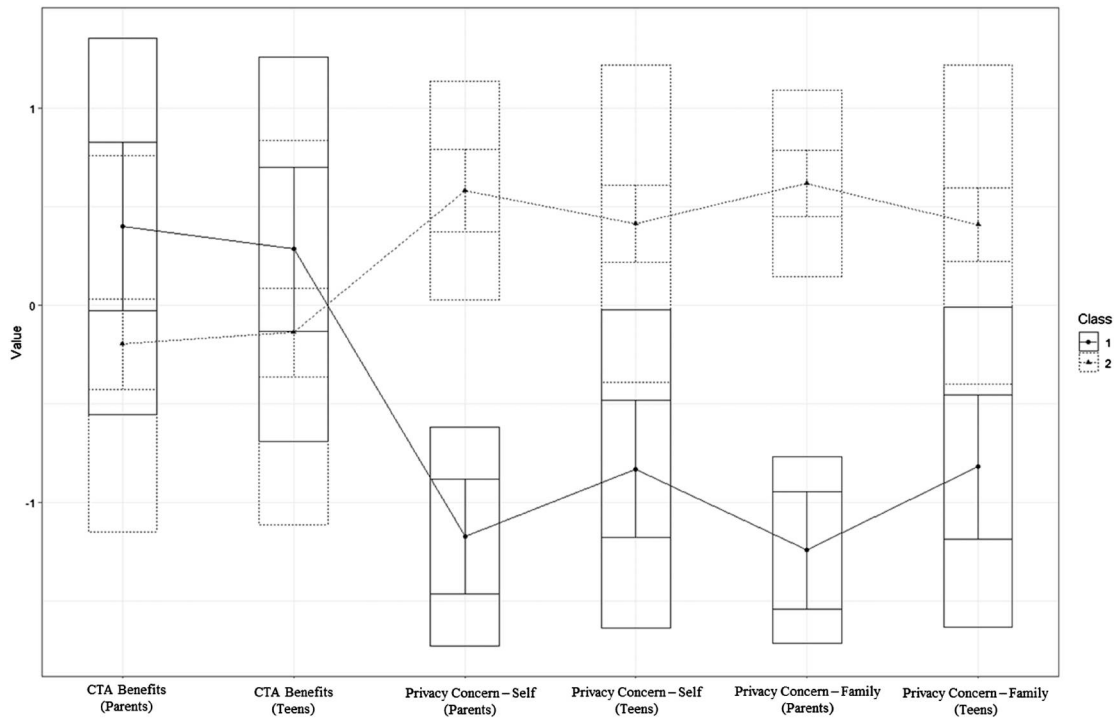 1
0
-1
Value
CTA Benefits
(Parents)
CTA Benefits
(Teens)
Privacy Concern–Self
(Parents)
Privacy Concern–Self
(Teens)
Privacy Concern–Family
(Parents)
Privacy Concern–Family
(Teens)
Class
1
2